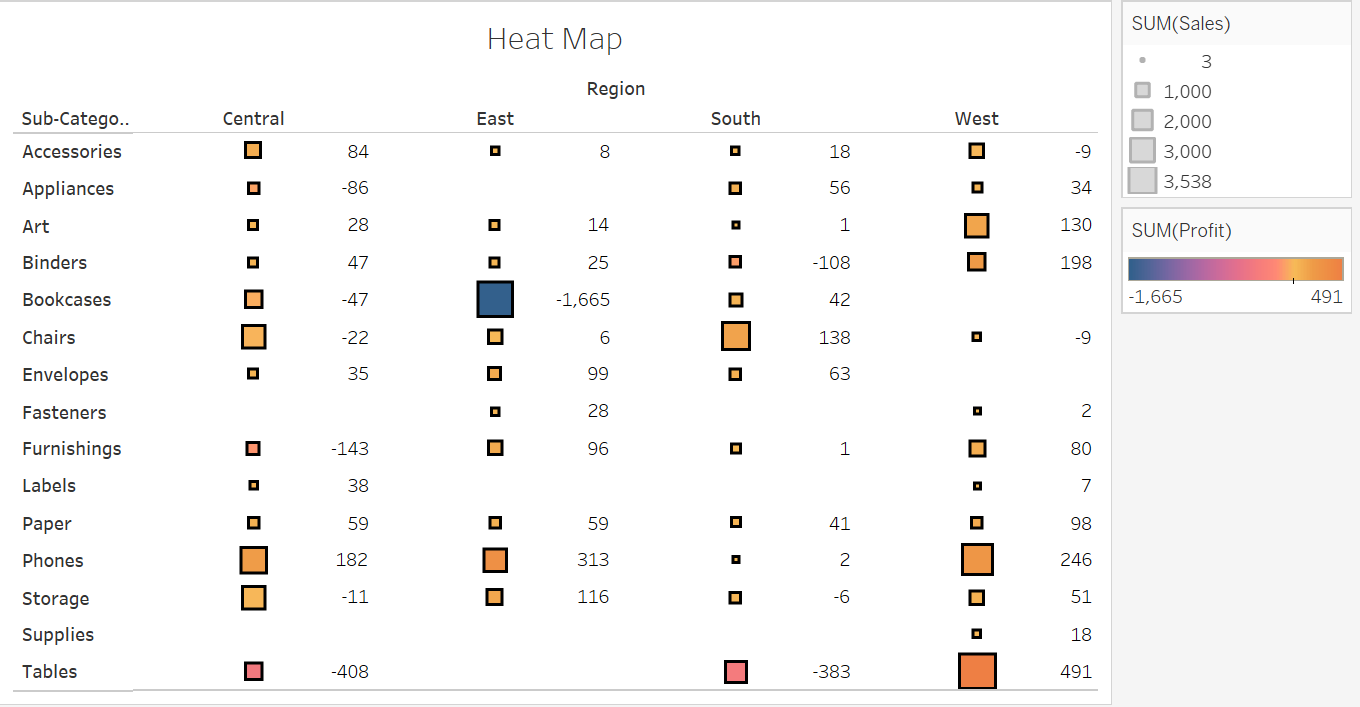 Heat Map
Region
Sub-Catego.. Central East South West
Accessories 84 8 18 -9
Appliances -86 56 34
Art 28 14 1 130
Binders 47 25 -108 198
Bookcases -47 -1,665 42
Chairs -22 6 138 -9
Envelopes 35 99 63
Fasteners 28 2
Furnishings -143 96 1 80
Labels 38 7
Paper 59 59 41 98
Phones 182 313 2 246
Storage -11 116 -6 51
Supplies 18
Tables -408 -383 491
SUM(Sales)
3
1,000
2,000
3,000
3,538
SUM(Profit)
-1,665 491